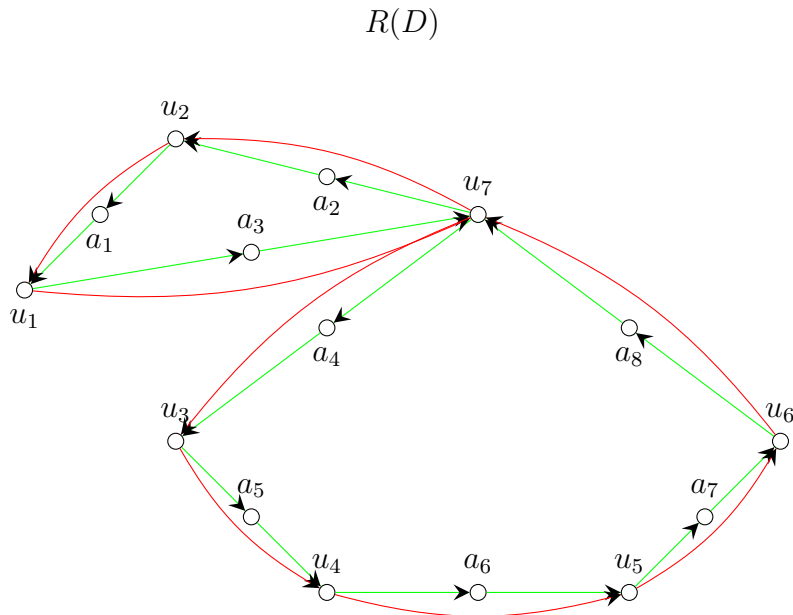 R(D)
u₂
u₇
a₂
a₃
a₁
u₁
a₄
a₈
u₃
u₆
a₅
a₇
u₄
a₆
u₅